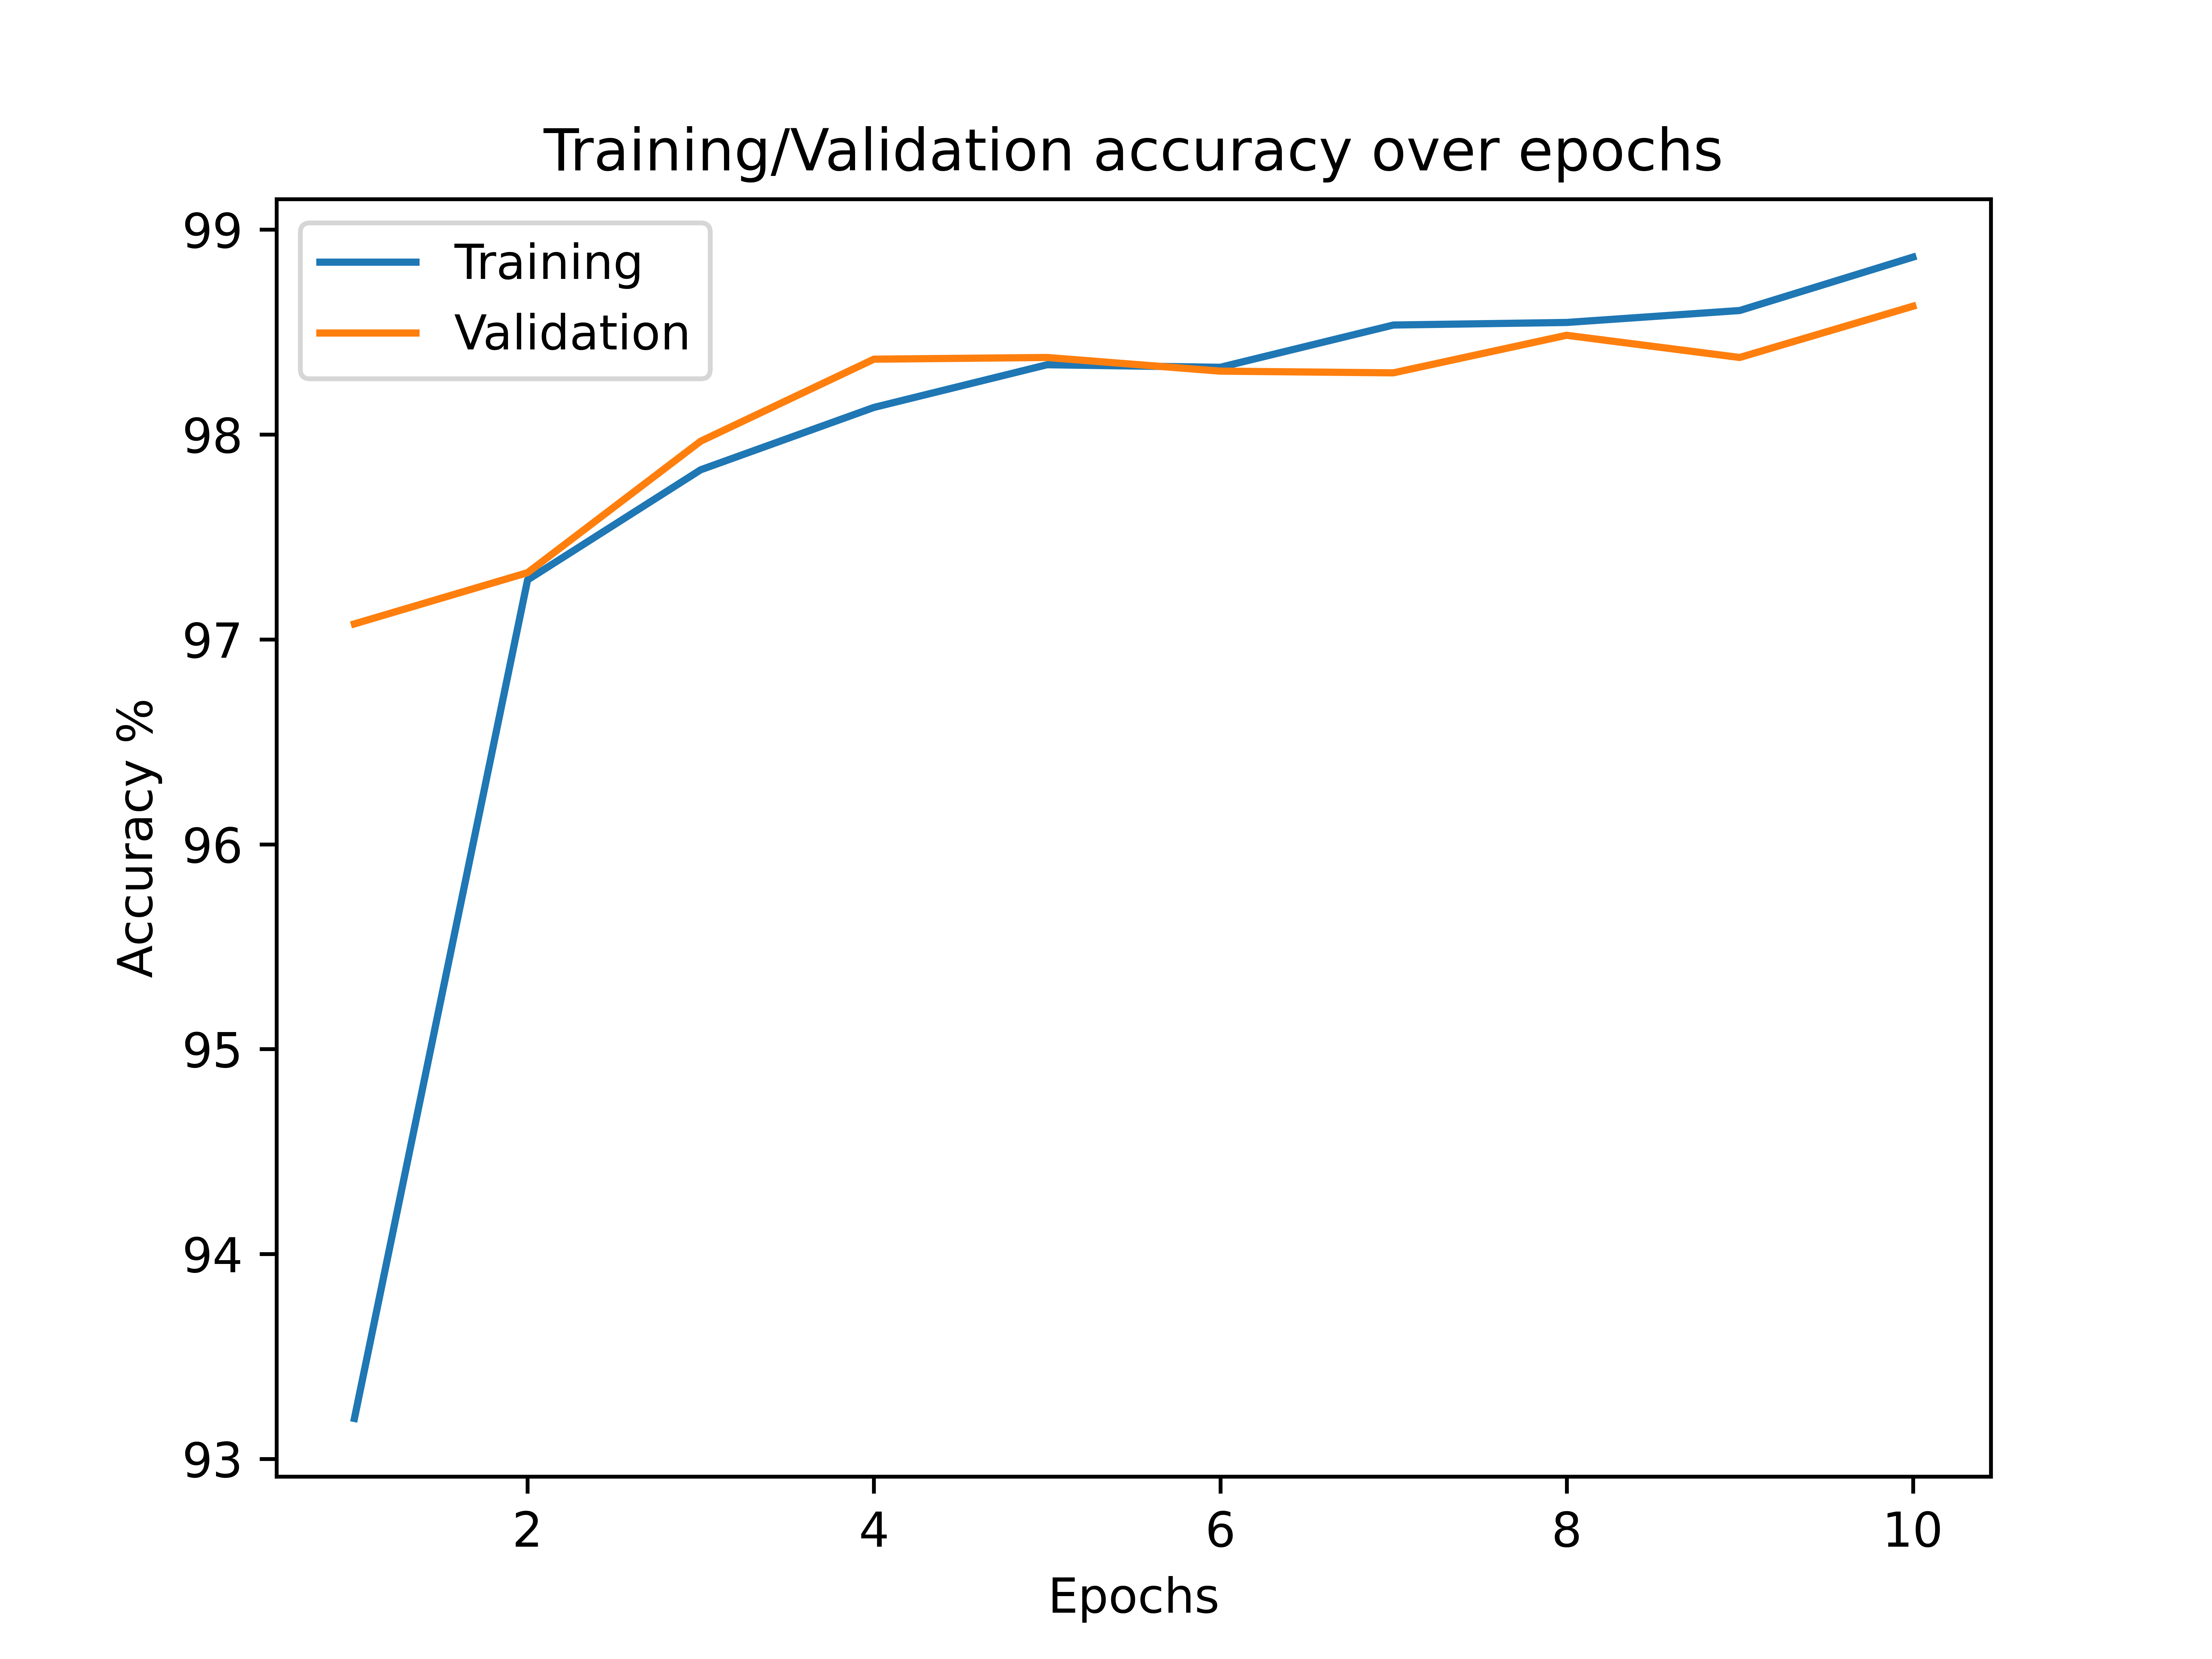 Training/Validation accuracy over epochs
Training
Validation
99
98
97
96
95
94
93
Accuracy %
2 4 6 8 10
Epochs